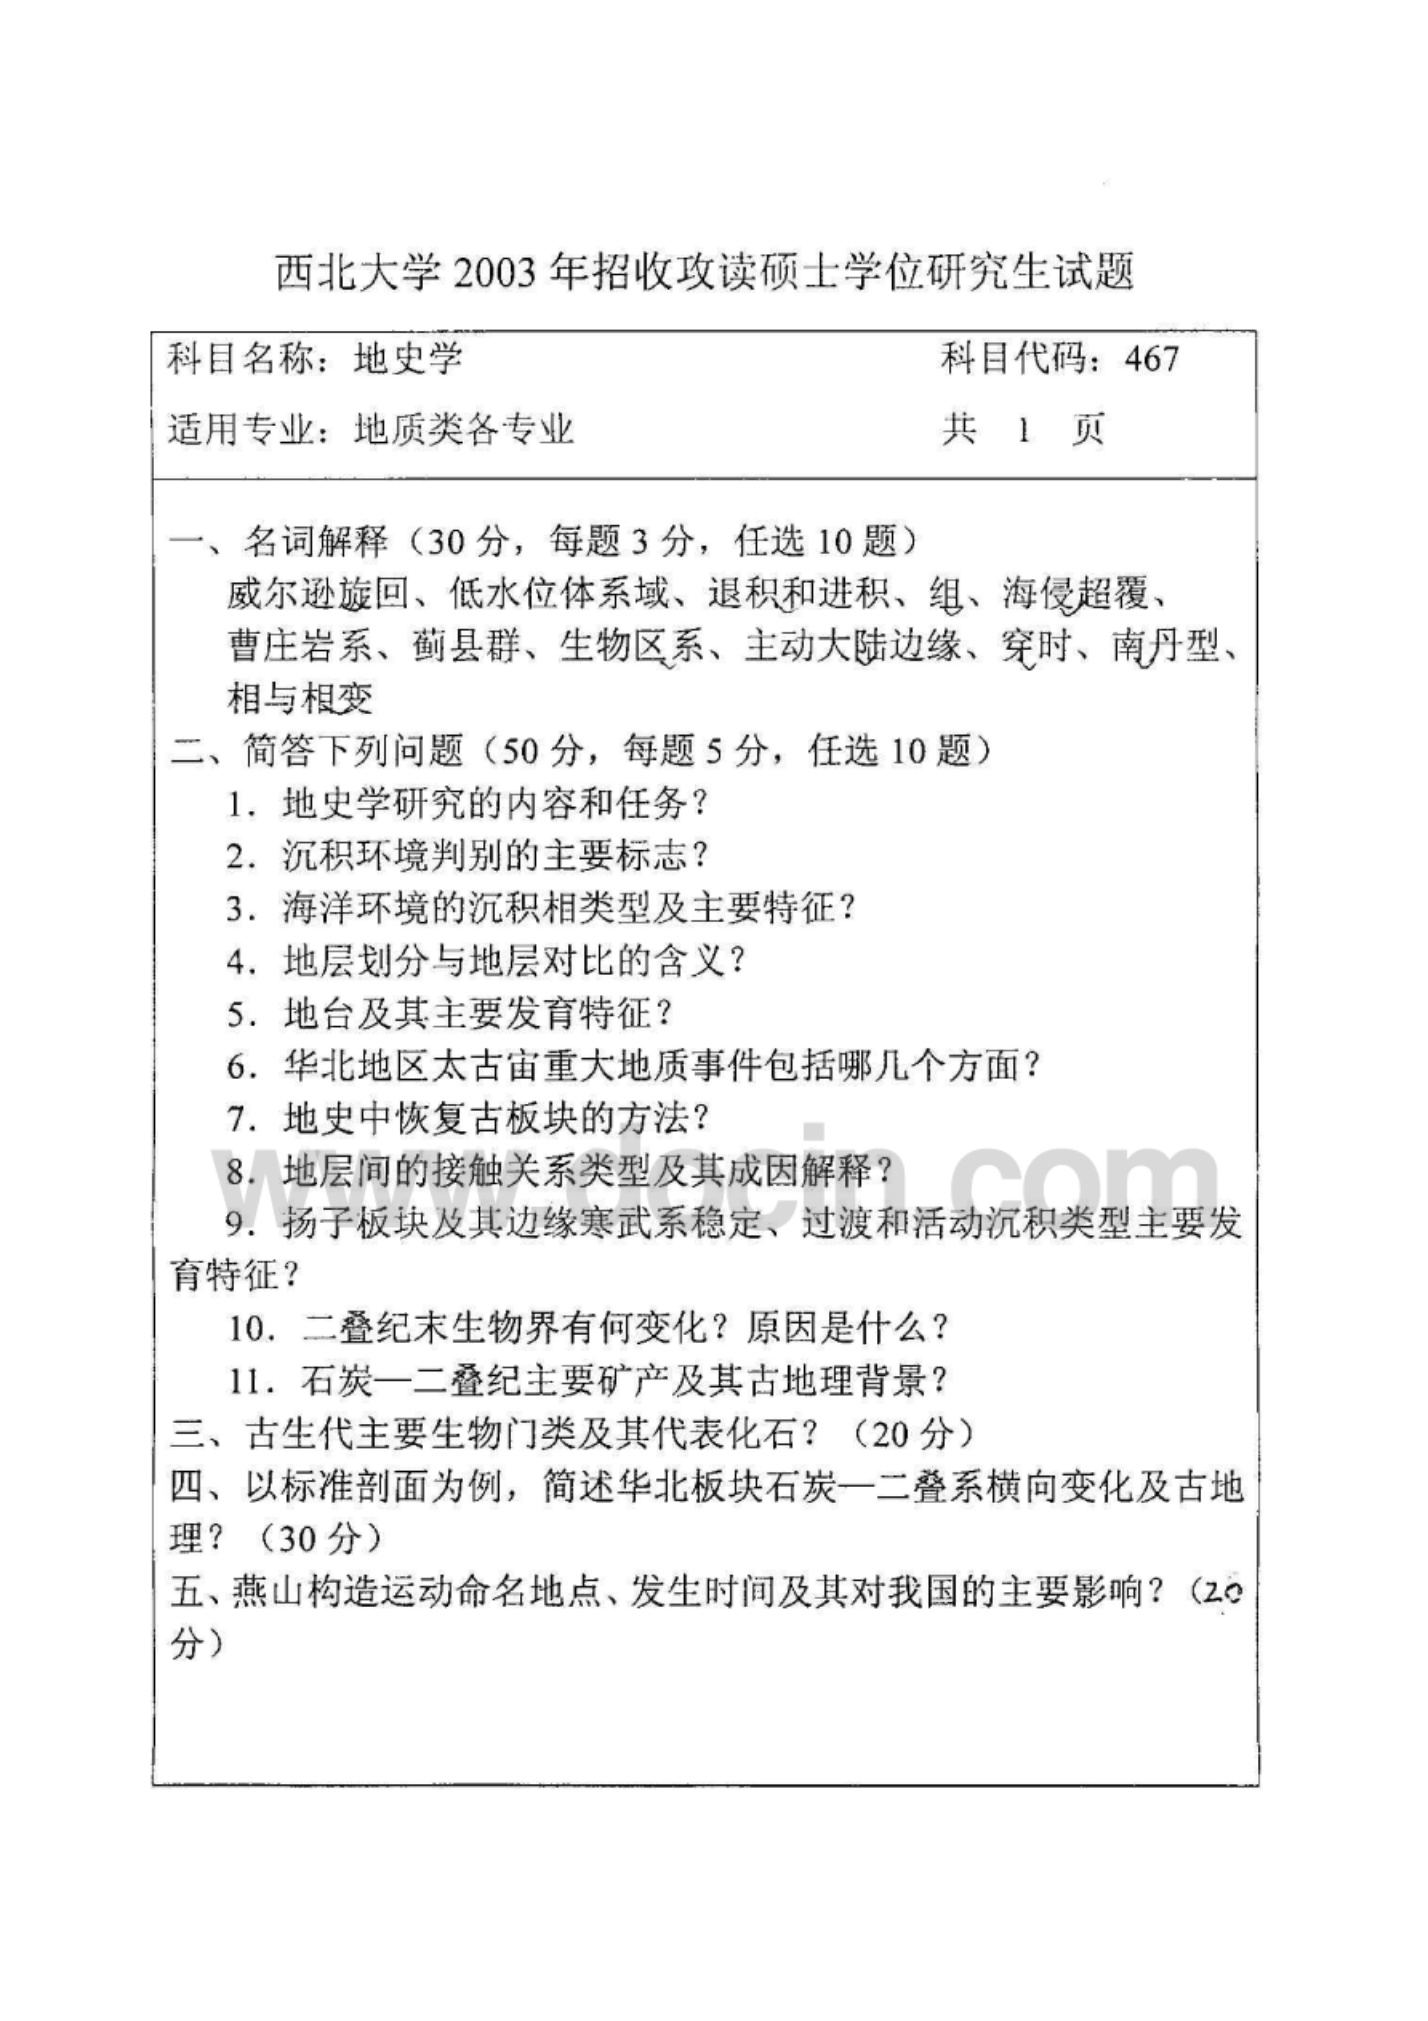 西北大学 2003 年招收攻读硕士学位研究生试题
科目名称：地史学 科目代码：467
适用专业：地质类各专业 共 1 页
一、名词解释（30 分，每题 3 分，任选 10 题）
威尔逊旋回、低水位体系域、退积和进积、组、海侵超覆、
曹庄岩系、蓟县群、生物区系、主动大陆边缘、穿时、南丹型、
相与相变
二、简答下列问题（50 分，每题 5 分，任选 10 题）
1．地史学研究的内容和任务？
2．沉积环境判别的主要标志？
3．海洋环境的沉积相类型及主要特征？
4．地层划分与地层对比的含义？
5．地台及其主要发育特征？
6．华北地区太古宙重大地质事件包括哪几个方面？
7．地史中恢复古板块的方法？
www.docin.com
8．地层间的接触关系类型及其成因解释？
9．扬子板块及其边缘寒武系稳定、过渡和活动沉积类型主要发
育特征？
10．二叠纪末生物界有何变化？原因是什么？
11．石炭—二叠纪主要矿产及其古地理背景？
三、古生代主要生物门类及其代表化石？（20 分）
四、以标准剖面为例，简述华北板块石炭—二叠系横向变化及古地
理？（30 分）
五、燕山构造运动命名地点、发生时间及其对我国的主要影响？（20
分）